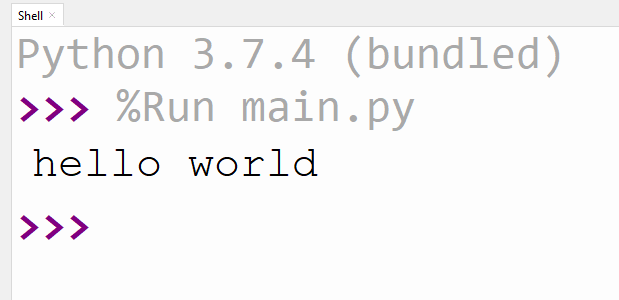 Shell ×
Python 3.7.4 (bundled)
>>> %Run main.py
hello world
>>>